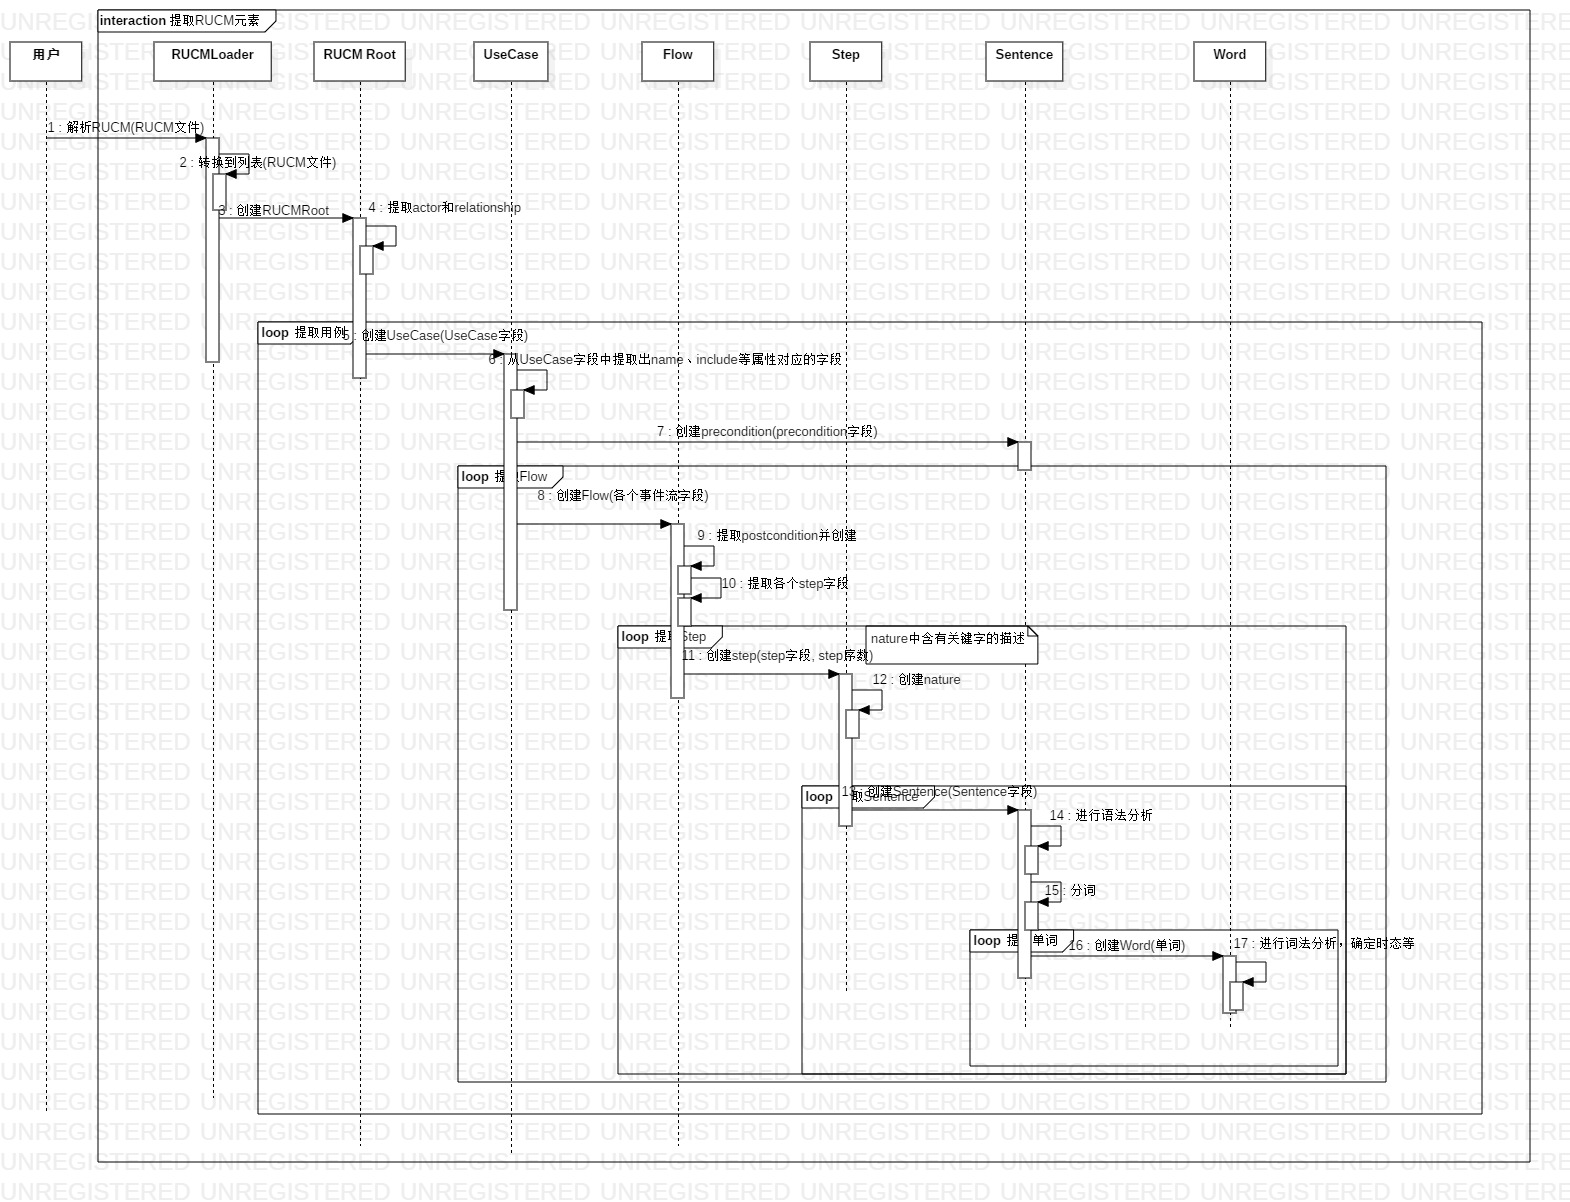 interaction 提取RUCM元素
用户
RUCMLoader
RUCM Root
UseCase
Flow
Step
Sentence
Word
1 : 解析RUCM(RUCM文件)
2 : 转换到列表(RUCM文件)
3 : 创建RUCMRoot
4 : 提取actor和relationship
loop 提取用例
5 : 创建UseCase(UseCase字段)
6 : 从UseCase字段中提取出name、include等属性对应的字段
7 : 创建precondition(precondition字段)
loop 提取Flow
8 : 创建Flow(各个事件流字段)
9 : 提取postcondition并创建
10 : 提取各个step字段
loop 提取Step
nature中含有关键字的描述
11 : 创建step(step字段, step序数)
12 : 创建nature
loop 取Sentence
13 : 创建Sentence(Sentence字段)
14 : 进行语法分析
15 : 分词
loop 提 单词
16 : 创建Word(单词)
17 : 进行词法分析，确定时态等
UNREGISTERED